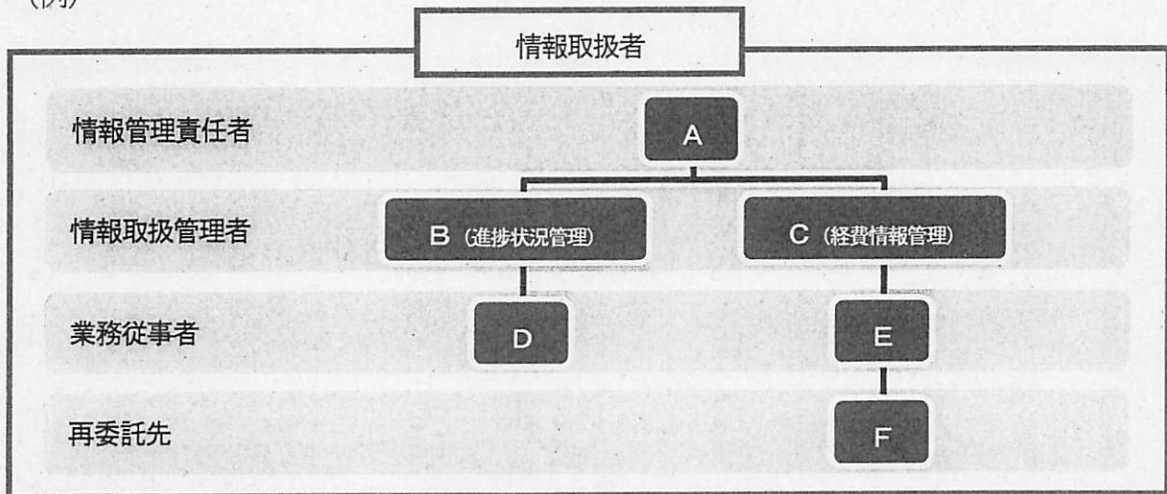 （例）
情報取扱者
情報管理責任者
A
情報取扱管理者
B（進捗状況管理）
C（経費情報管理）
業務従事者
D
E
再委託先
F